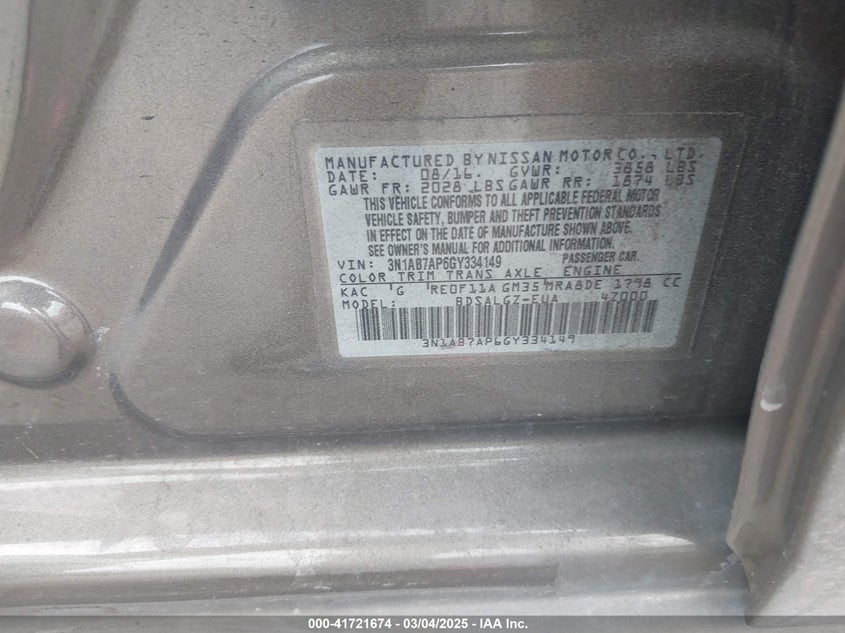 MANUFACTURED BY NISSAN MOTOR CO., LTD.
DATE: 08/16 GVWR: 3858 LBS
GAWR FR: 2028 LBS GAWR RR: 1874 LBS
THIS VEHICLE CONFORMS TO ALL APPLICABLE FEDERAL MOTOR
VEHICLE SAFETY, BUMPER AND THEFT PREVENTION STANDARDS
IN EFFECT ON THE DATE OF MANUFACTURE SHOWN ABOVE.
SEE OWNER'S MANUAL FOR ADDITIONAL INFORMATION.
VIN: 3N1AB7AP6GY334149 PASSENGER CAR.
COLOR TRIM TRANS AXLE ENGINE
KAC G RE0F11A GM35 MRA8DE 1798 CC
MODEL: BDSALGZ-EUA 47000
3N1AB7AP6GY334149
000-41721674 — 03/04/2025 — IAA Inc.